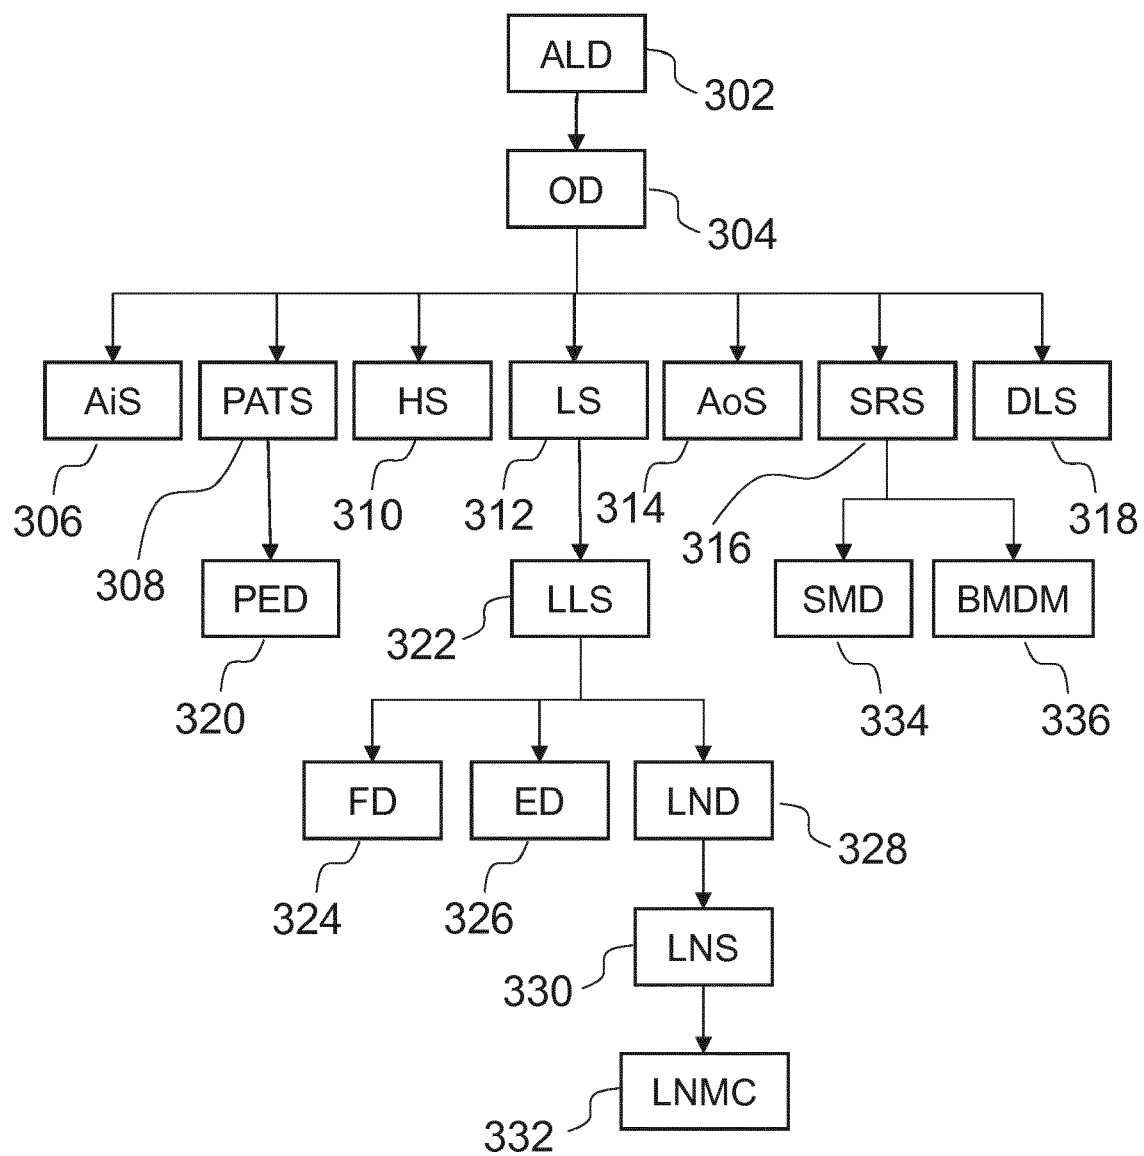 ALD
302
OD
304
AiS PATS HS LS AoS SRS DLS
306 308 310 312 314 316 318
PED LLS SMD BMDM
320 322 334 336
FD ED LND
324 326 328
LNS
330
LNMC
332